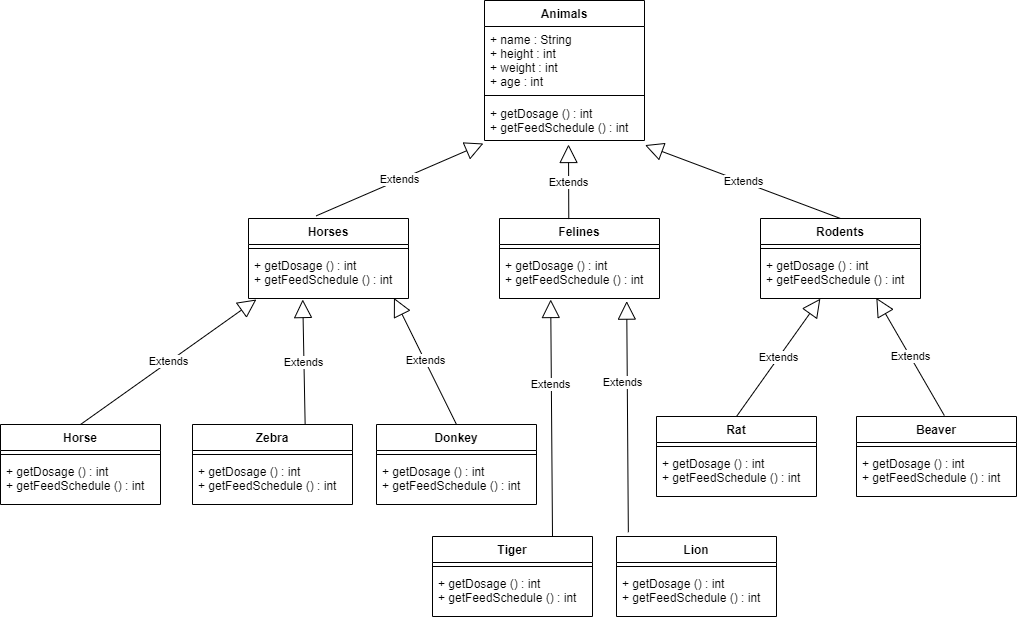 Animals
+ name : String
+ height : int
+ weight : int
+ age : int
+ getDosage () : int
+ getFeedSchedule () : int
Extends
Extends
Extends
Horses
+ getDosage () : int
+ getFeedSchedule () : int
Felines
+ getDosage () : int
+ getFeedSchedule () : int
Rodents
+ getDosage () : int
+ getFeedSchedule () : int
Extends
Extends
Extends
Extends
Extends
Extends
Extends
Horse
+ getDosage () : int
+ getFeedSchedule () : int
Zebra
+ getDosage () : int
+ getFeedSchedule () : int
Donkey
+ getDosage () : int
+ getFeedSchedule () : int
Rat
+ getDosage () : int
+ getFeedSchedule () : int
Beaver
+ getDosage () : int
+ getFeedSchedule () : int
Tiger
+ getDosage () : int
+ getFeedSchedule () : int
Lion
+ getDosage () : int
+ getFeedSchedule () : int